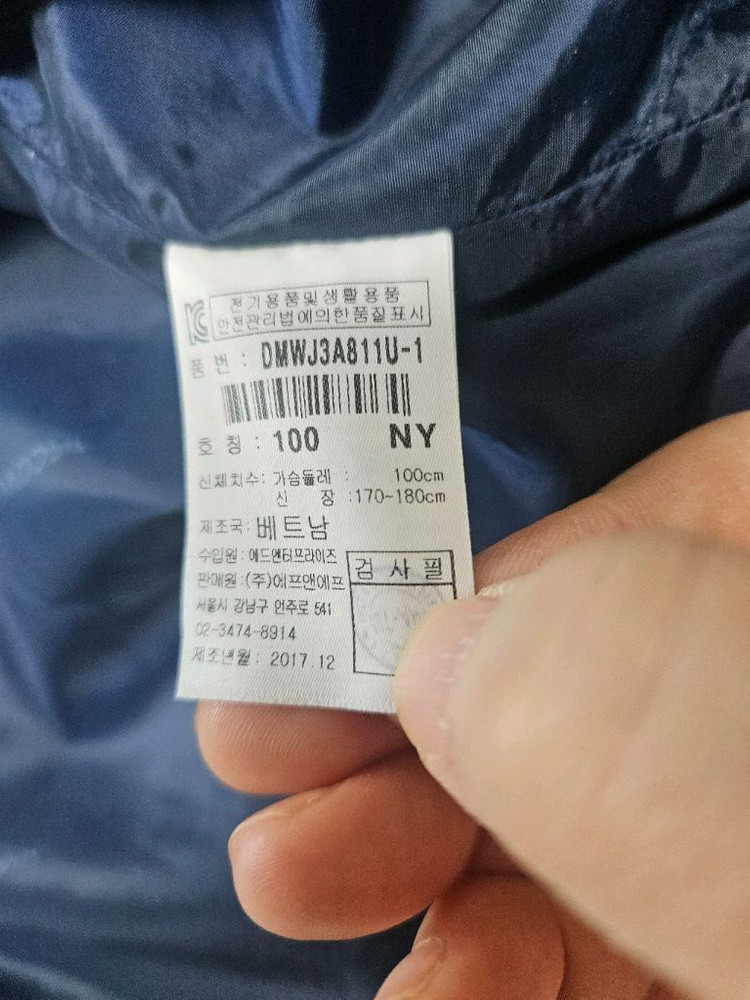 전기용품및생활용품
안전관리법에의한품질표시
품 번 : DMWJ3A811U-1
호 칭 : 100 NY
신체치수: 가슴둘레 : 100cm
신 장 :170~180cm
제조국: 베트남
수입원: 에드엔터프라이즈
판매원:(주)에프앤에프
서울시 강남구 언주로 541
02-3474-8914
제조년월: 2017.12
검 사 필